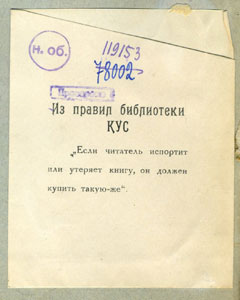 н. об.
119153
78002
Из правил библиотеки
КУС
„Если читатель испортит
или утеряет книгу, он должен
купить такую-же“.